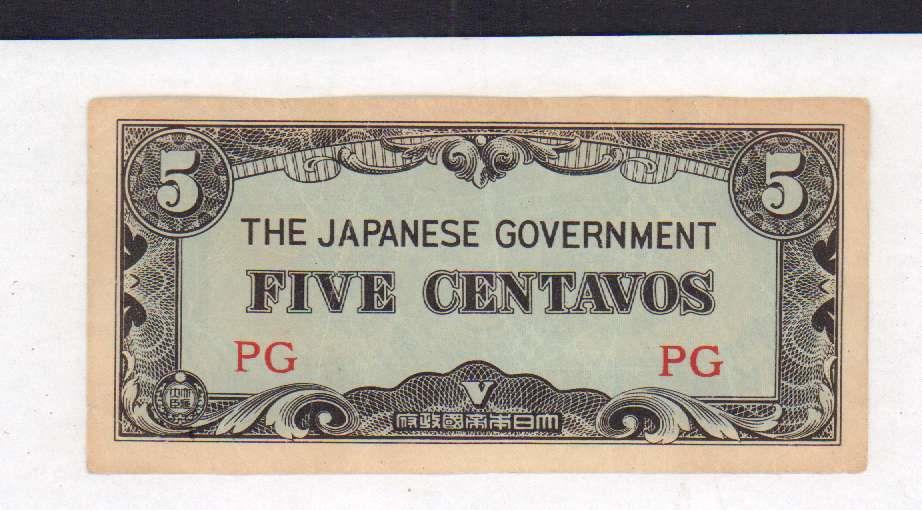 5 5
THE JAPANESE GOVERNMENT
FIVE CENTAVOS
PG PG
V
大日本帝國政府